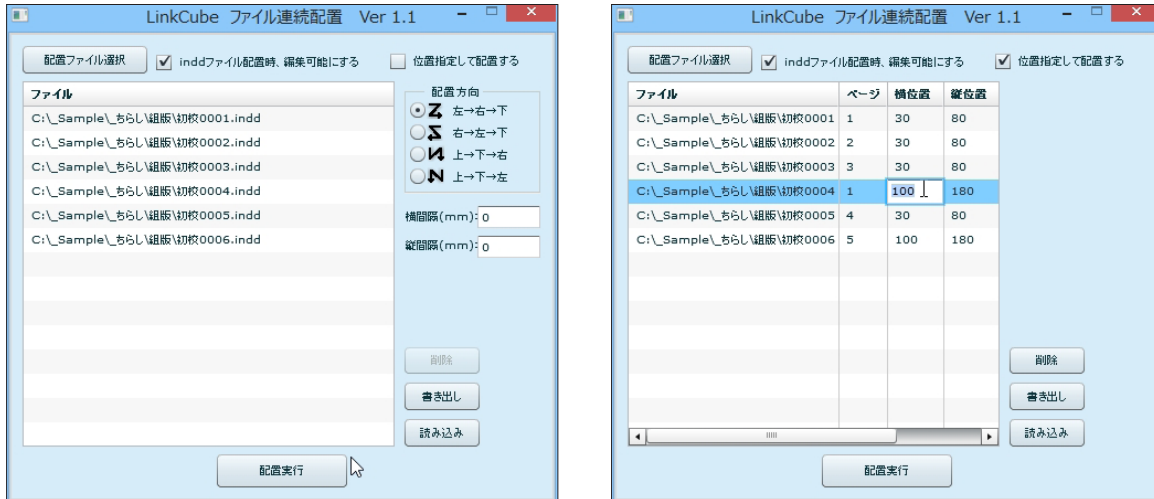 LinkCube ファイル連続配置 Ver 1.1
配置ファイル選択
inddファイル配置時、編集可能にする
位置指定して配置する
ファイル
C:\_Sample\_ちらし\組版\初校0001.indd
C:\_Sample\_ちらし\組版\初校0002.indd
C:\_Sample\_ちらし\組版\初校0003.indd
C:\_Sample\_ちらし\組版\初校0004.indd
C:\_Sample\_ちらし\組版\初校0005.indd
C:\_Sample\_ちらし\組版\初校0006.indd
配置方向
左→右→下
右→左→下
上→下→右
上→下→左
横間隔(mm):0
縦間隔(mm):0
削除
書き出し
読み込み
配置実行
LinkCube ファイル連続配置 Ver 1.1
配置ファイル選択
inddファイル配置時、編集可能にする
位置指定して配置する
ファイル ページ 横位置 縦位置
C:\_Sample\_ちらし\組版\初校0001 1 30 80
C:\_Sample\_ちらし\組版\初校0002 2 30 80
C:\_Sample\_ちらし\組版\初校0003 3 30 80
C:\_Sample\_ちらし\組版\初校0004 1 100 180
C:\_Sample\_ちらし\組版\初校0005 4 30 80
C:\_Sample\_ちらし\組版\初校0006 5 100 180
削除
書き出し
読み込み
配置実行